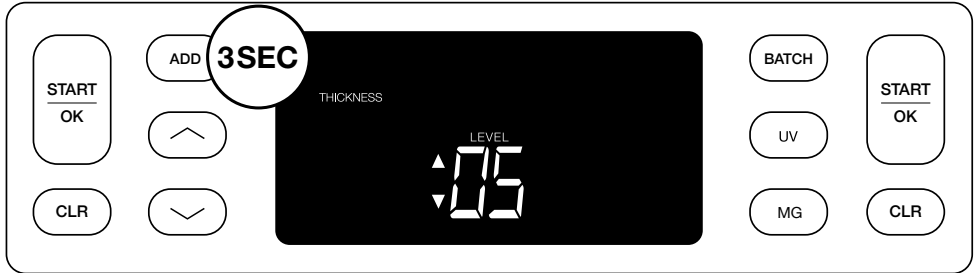 START
OK
CLR
ADD
3SEC
THICKNESS
LEVEL
05
BATCH
UV
MG
START
OK
CLR